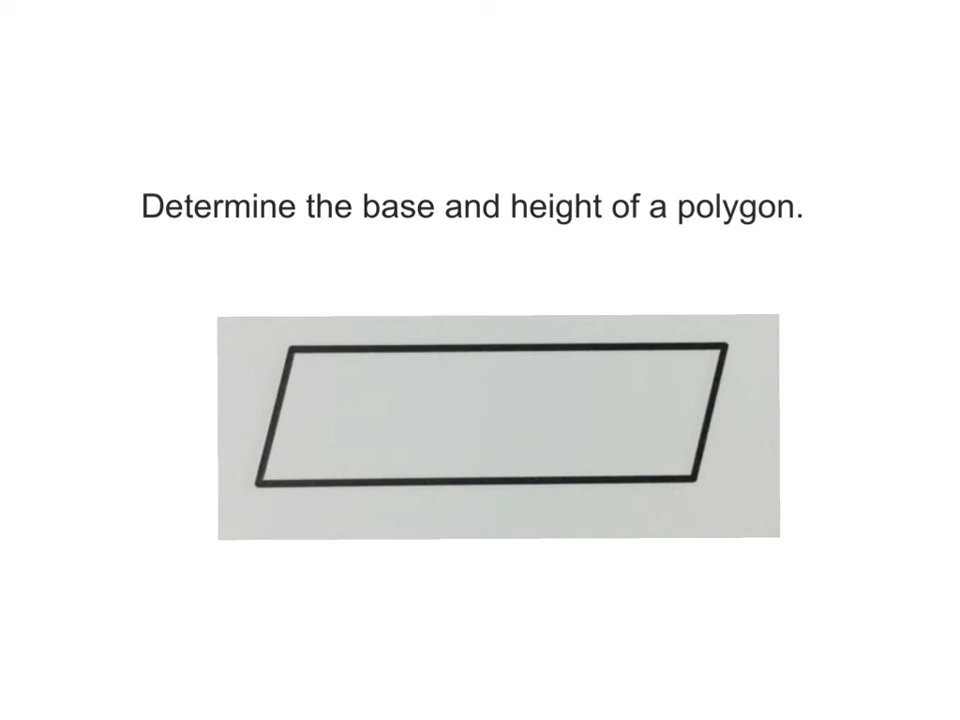 Determine the base and height of a polygon.